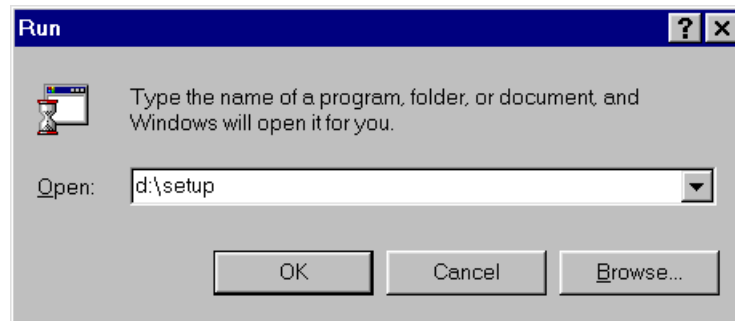 Run
Type the name of a program, folder, or document, and
Windows will open it for you.
Open: d:\setup
OK Cancel Browse...